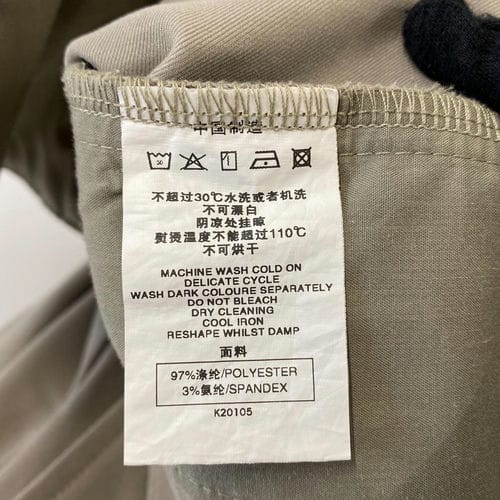 中国制造
不超过30℃水洗或者机洗
不可漂白
阴凉处挂晾
熨烫温度不能超过110℃
不可烘干
MACHINE WASH COLD ON
DELICATE CYCLE
WASH DARK COLOURE SEPARATELY
DO NOT BLEACH
DRY CLEANING
COOL IRON
RESHAPE WHILST DAMP
面料
97%涤纶/POLYESTER
3%氨纶/SPANDEX
K20105